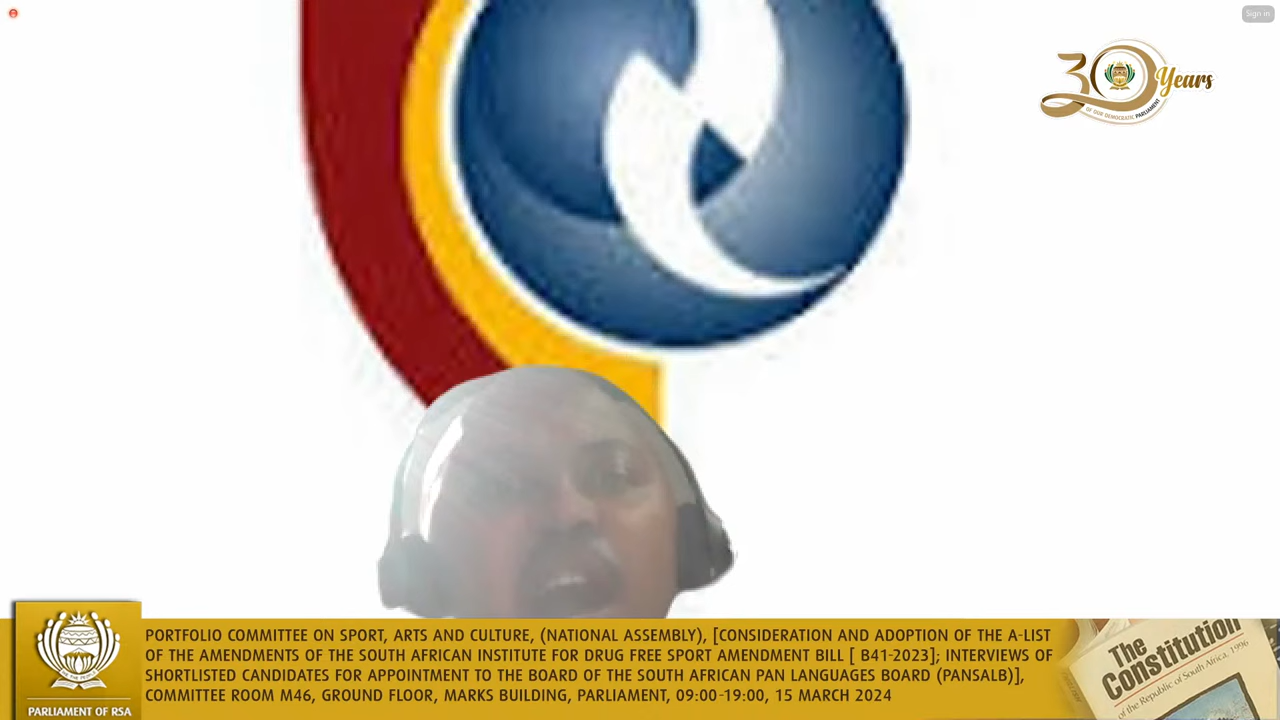 Sign in
30 Years
OF OUR DEMOCRATIC PARLIAMENT
PORTFOLIO COMMITTEE ON SPORT, ARTS AND CULTURE, (NATIONAL ASSEMBLY), [CONSIDERATION AND ADOPTION OF THE A-LIST
OF THE AMENDMENTS OF THE SOUTH AFRICAN INSTITUTE FOR DRUG FREE SPORT AMENDMENT BILL [ B41-2023]; INTERVIEWS OF
SHORTLISTED CANDIDATES FOR APPOINTMENT TO THE BOARD OF THE SOUTH AFRICAN PAN LANGUAGES BOARD (PANSALB)],
COMMITTEE ROOM M46, GROUND FLOOR, MARKS BUILDING, PARLIAMENT, 09:00-19:00, 15 MARCH 2024
PARLIAMENT OF RSA
The
Constitution
of the Republic of South Africa, 1996